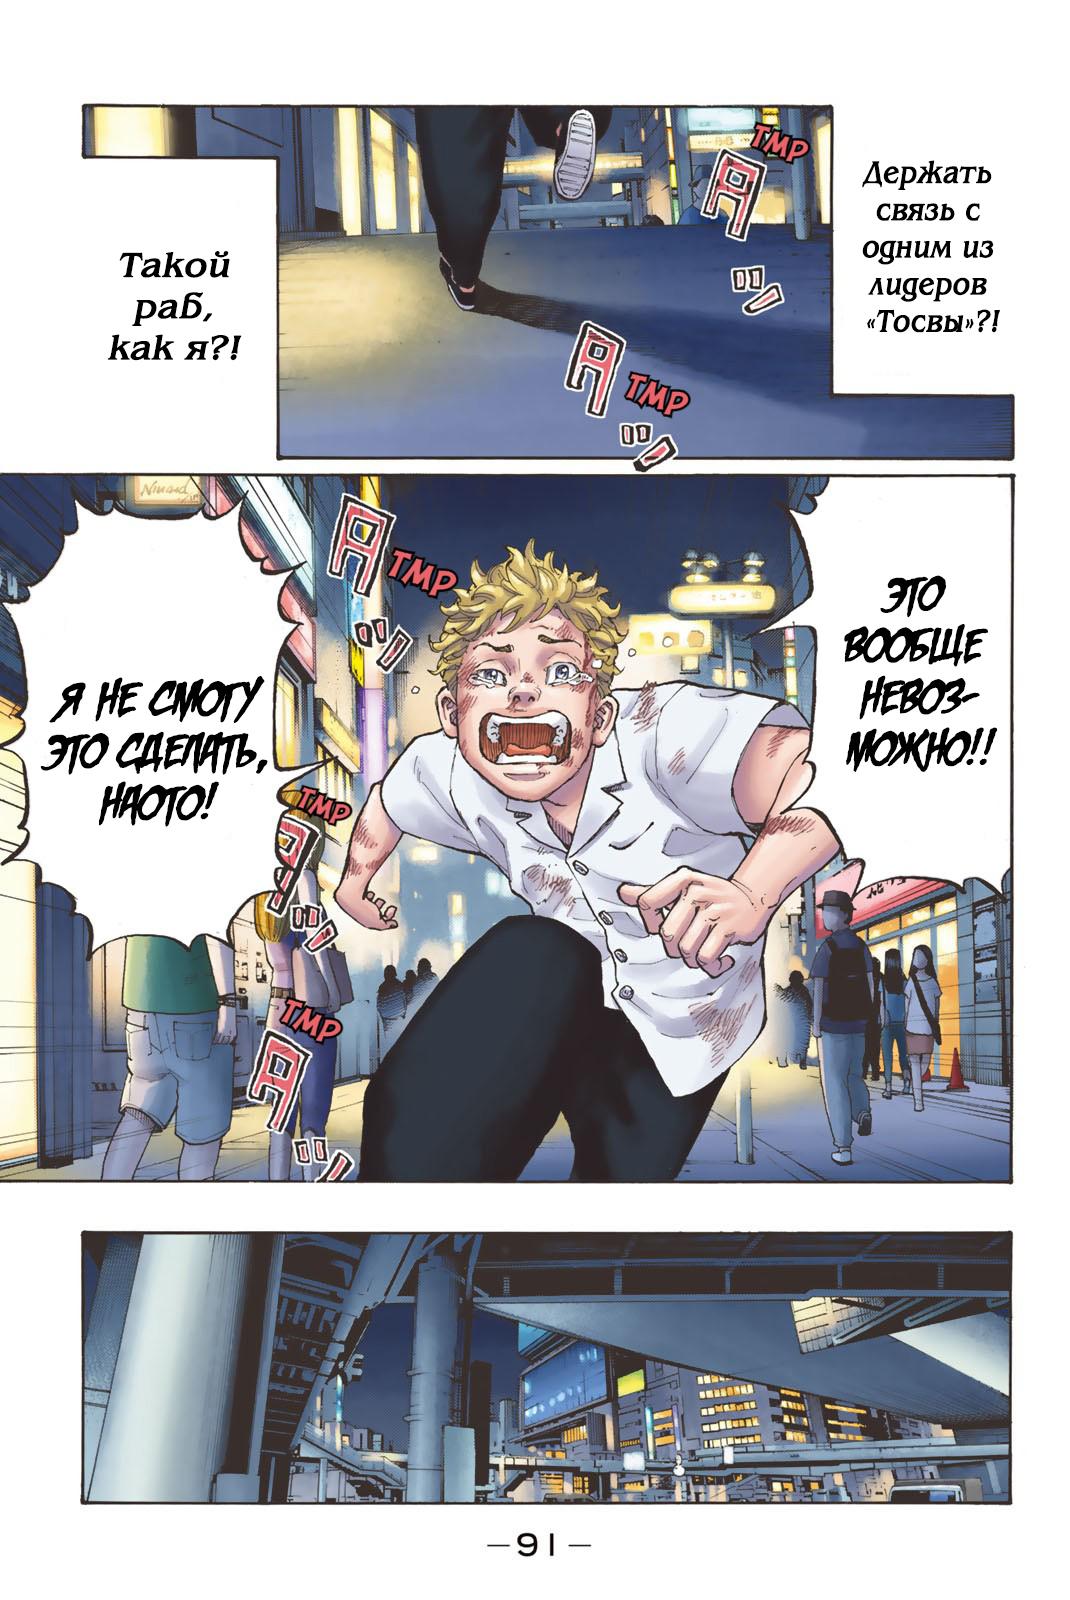 Держать
связь с
одним из
лидеров
«Тосвы»?!
ТМР
ТМР
Такой
раб,
как я?!
ЭТО
ВООБЩЕ
НЕВОЗ-
МОЖНО!!
ТМР
Я НЕ СМОГУ
ЭТО СДЕЛАТЬ,
НАОТО!
ТМР
ТМР
—91—